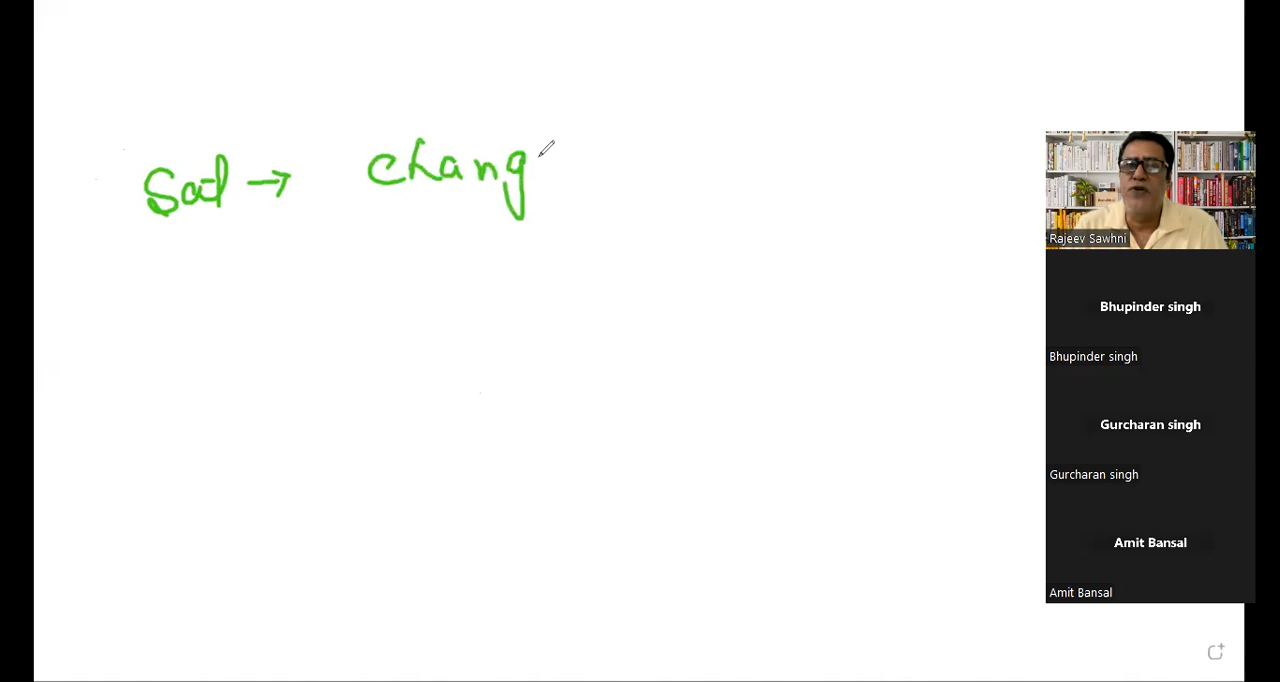 Sat → chang
Rajeev Sawhni
Bhupinder singh
Bhupinder singh
Gurcharan singh
Gurcharan singh
Amit Bansal
Amit Bansal